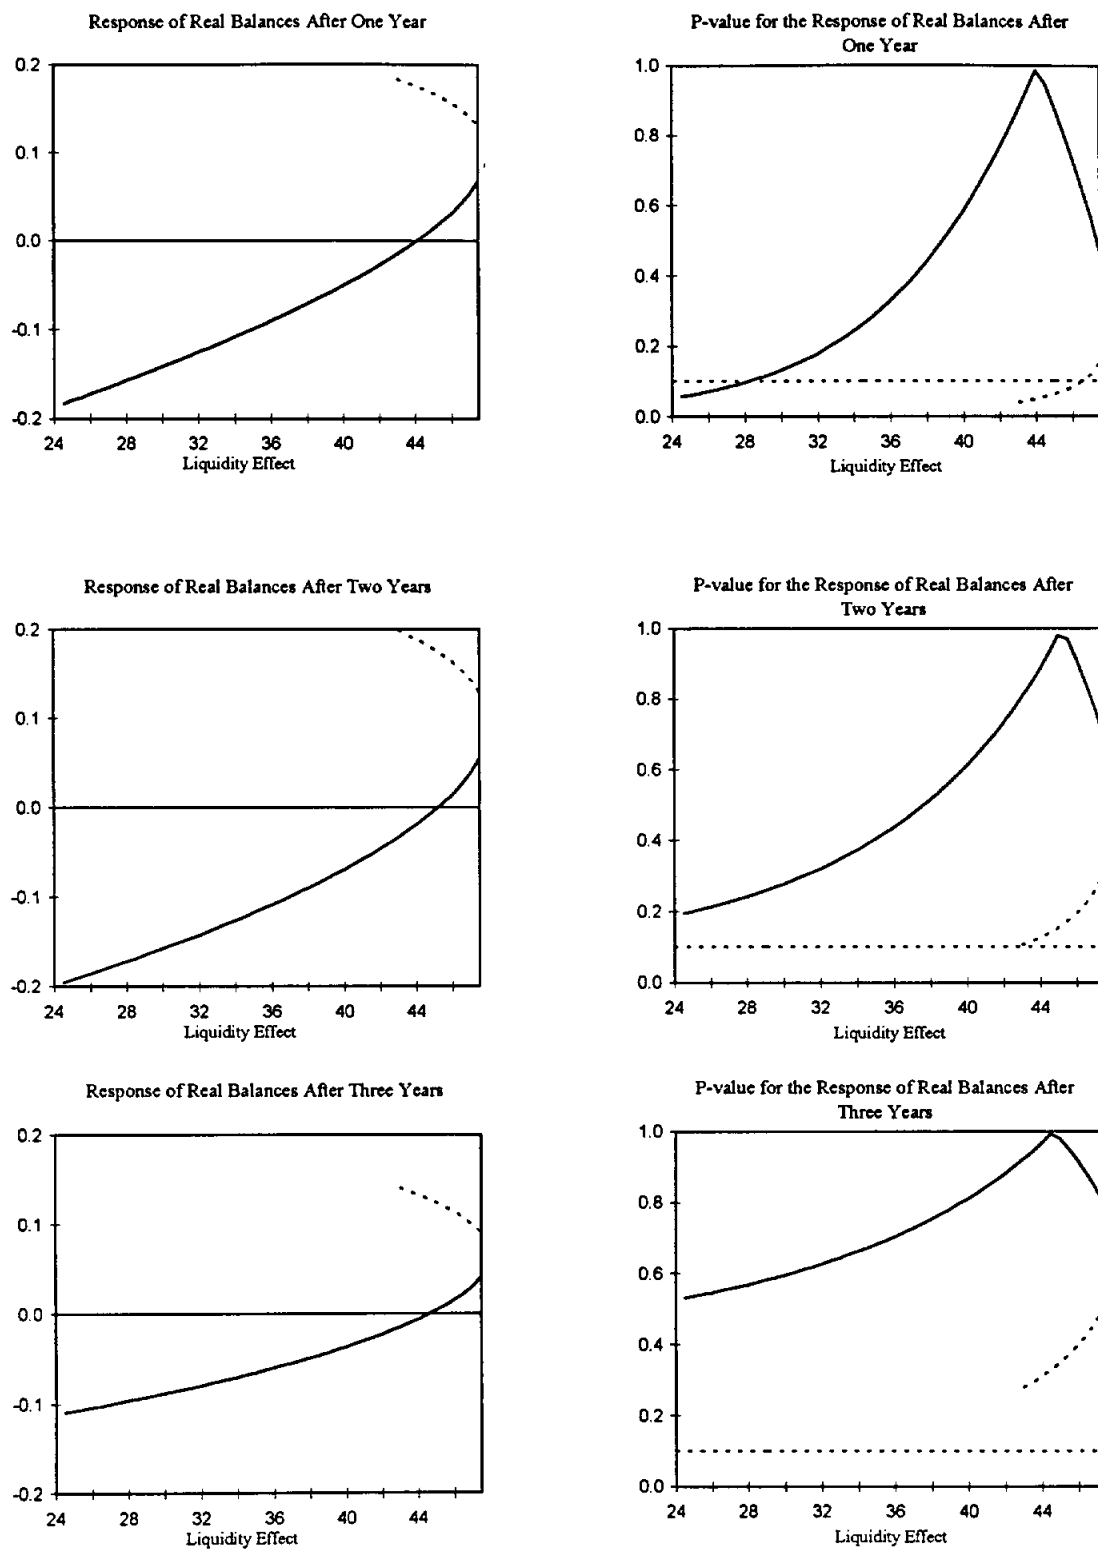 Response of Real Balances After One Year
0.2
0.1
0.0
-0.1
-0.2
24 28 32 36 40 44
Liquidity Effect
P-value for the Response of Real Balances After
One Year
1.0
0.8
0.6
0.4
0.2
0.0
24 28 32 36 40 44
Liquidity Effect
Response of Real Balances After Two Years
0.2
0.1
0.0
-0.1
-0.2
24 28 32 36 40 44
Liquidity Effect
P-value for the Response of Real Balances After
Two Years
1.0
0.8
0.6
0.4
0.2
0.0
24 28 32 36 40 44
Liquidity Effect
Response of Real Balances After Three Years
0.2
0.1
0.0
-0.1
-0.2
24 28 32 36 40 44
Liquidity Effect
P-value for the Response of Real Balances After
Three Years
1.0
0.8
0.6
0.4
0.2
0.0
24 28 32 36 40 44
Liquidity Effect